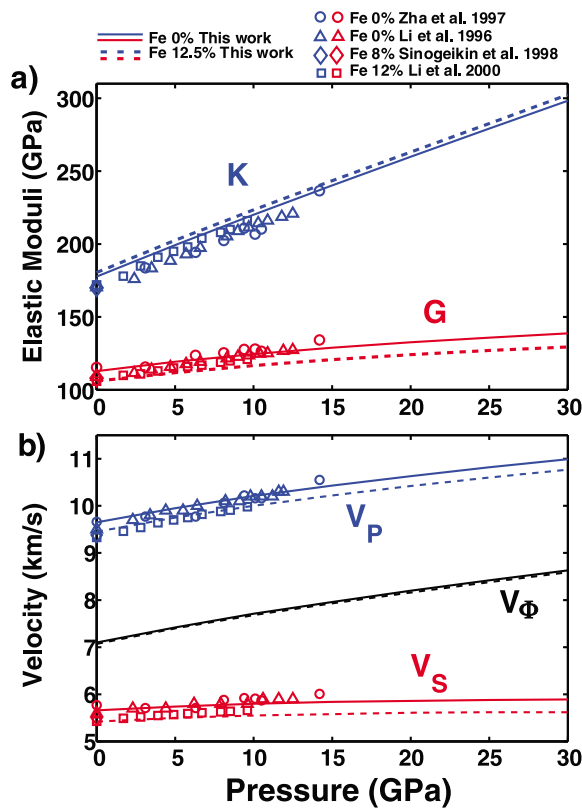 Fe 0% This work
Fe 12.5% This work
Fe 0% Zha et al. 1997
Fe 0% Li et al. 1996
Fe 8% Sinogeikin et al. 1998
Fe 12% Li et al. 2000
a)
300
250
200
150
100
Elastic Moduli (GPa)
K
G
0 5 10 15 20 25 30
b)
11
10
9
8
7
6
5
Velocity (km/s)
V_P
V_Φ
V_S
0 5 10 15 20 25 30
Pressure (GPa)